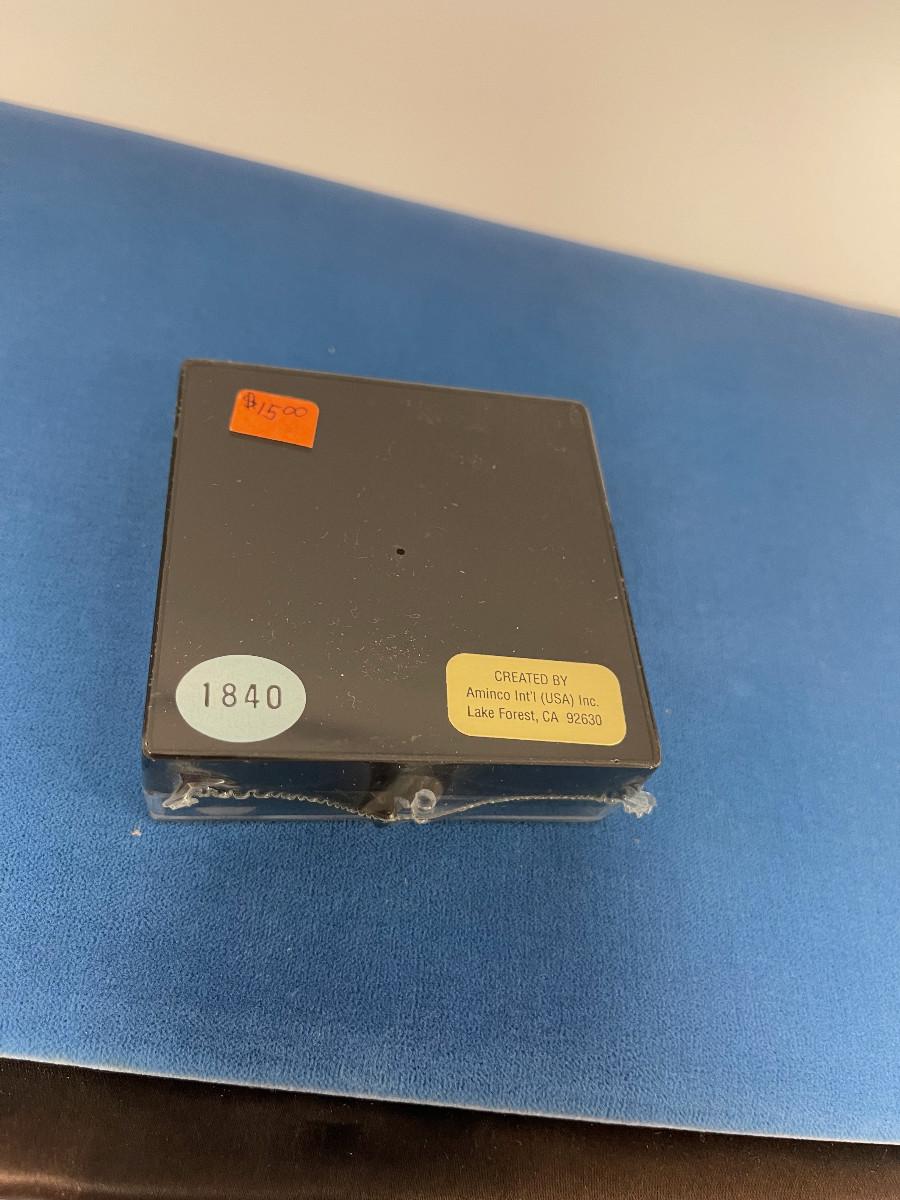 $15.00
1840
CREATED BY
Aminco Int'l (USA) Inc.
Lake Forest, CA 92630